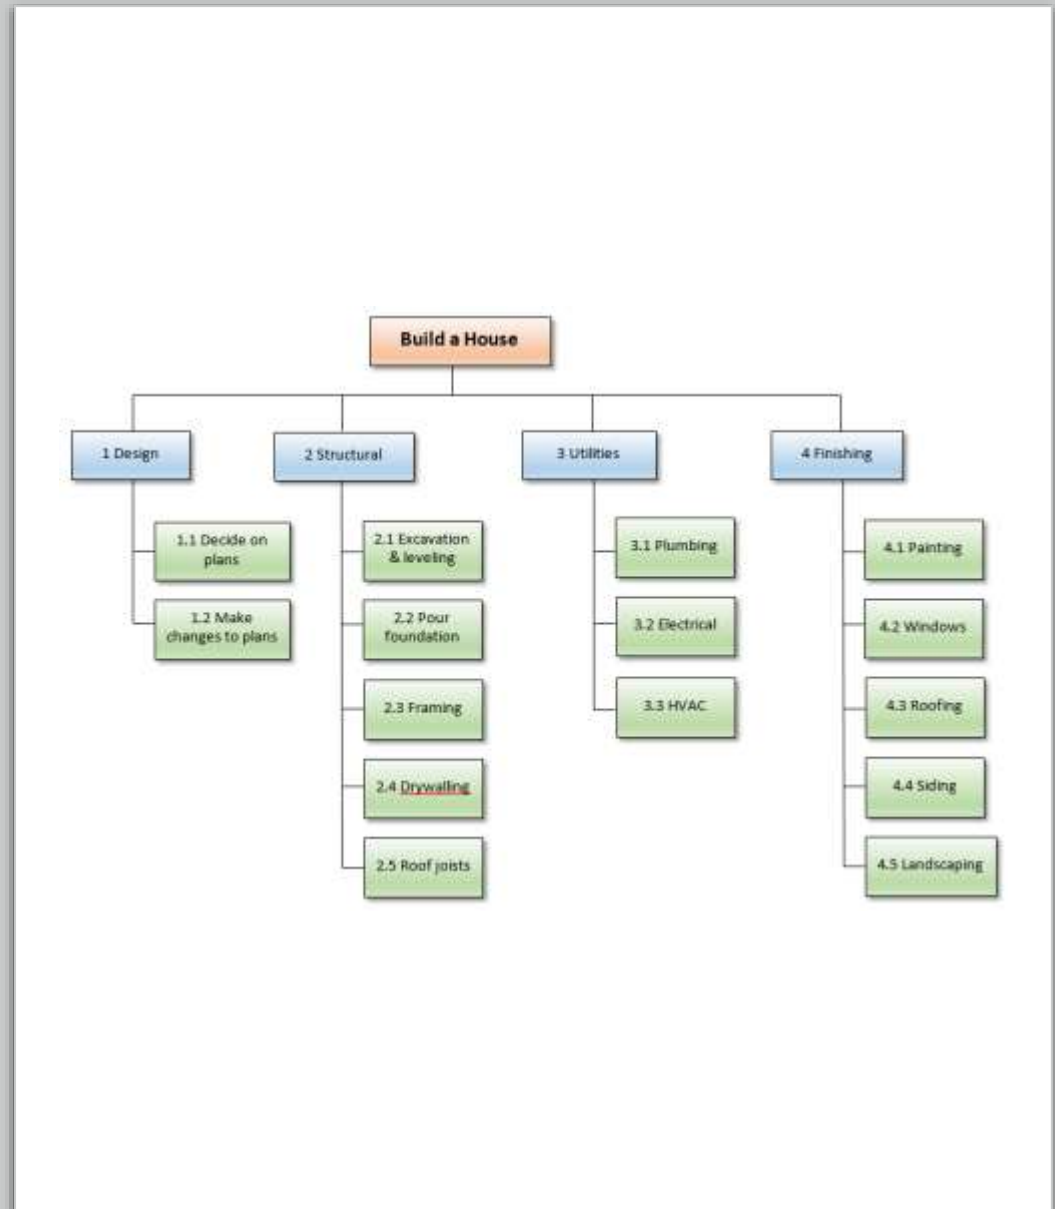 Build a House
1 Design
2 Structural
3 Utilities
4 Finishing
1.1 Decide on
plans
1.2 Make
changes to plans
2.1 Excavation
& leveling
2.2 Pour
foundation
2.3 Framing
2.4 Drywalling
2.5 Roof joists
3.1 Plumbing
3.2 Electrical
3.3 HVAC
4.1 Painting
4.2 Windows
4.3 Roofing
4.4 Siding
4.5 Landscaping